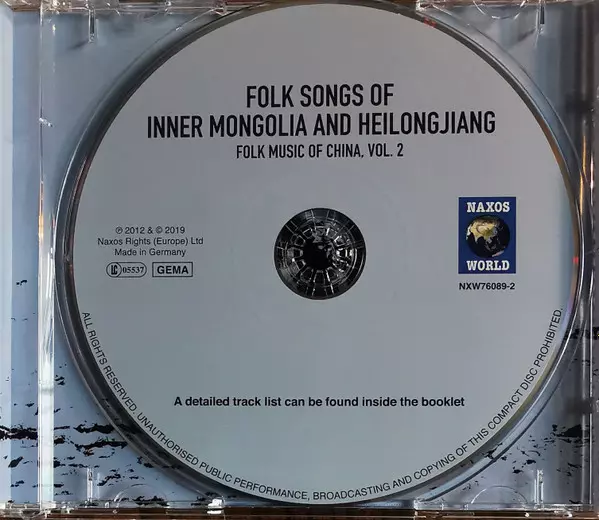 FOLK SONGS OF
INNER MONGOLIA AND HEILONGJIANG
FOLK MUSIC OF CHINA, VOL. 2
℗ 2012 & © 2019
Naxos Rights (Europe) Ltd
Made in Germany
LC 05537 GEMA
NAXOS
WORLD
NXW76089-2
A detailed track list can be found inside the booklet
ALL RIGHTS RESERVED. UNAUTHORISED PUBLIC PERFORMANCE, BROADCASTING AND COPYING OF THIS COMPACT DISC PROHIBITED.